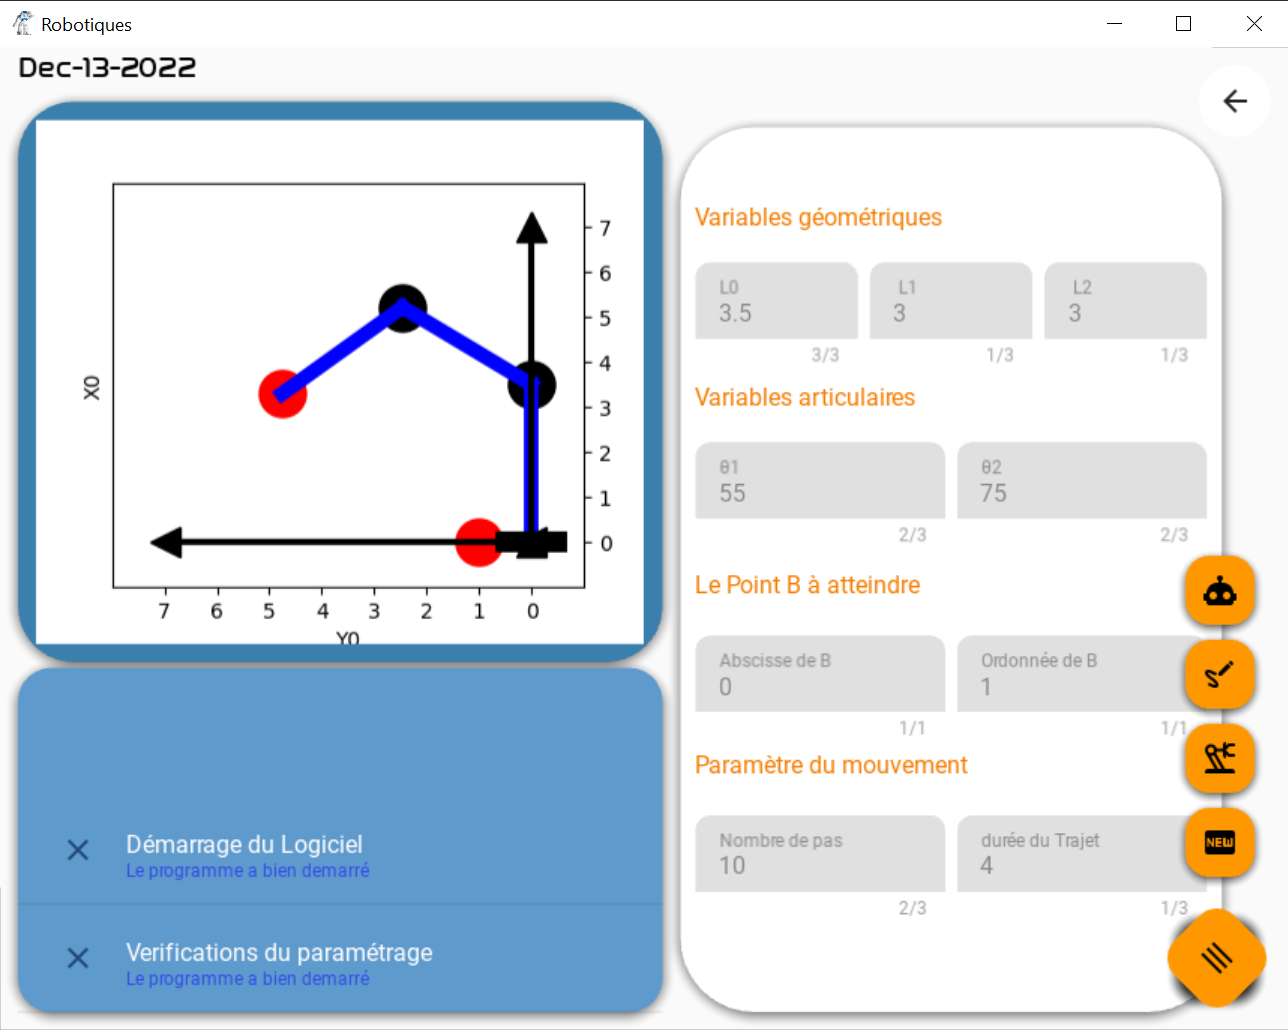 Robotiques
Dec-13-2022
X0
7
6
5
4
3
2
1
0
7 6 5 4 3 2 1 0
Y0
Démarrage du Logiciel
Le programme a bien demarré
Verifications du paramétrage
Le programme a bien demarré
Variables géométriques
L0 L1 L2
3.5 3 3
3/3 1/3 1/3
Variables articulaires
θ1 θ2
55 75
2/3 2/3
Le Point B à atteindre
Abscisse de B Ordonnée de B
0 1
1/1 1/1
Paramètre du mouvement
Nombre de pas durée du Trajet
10 4
2/3 1/3
NEW